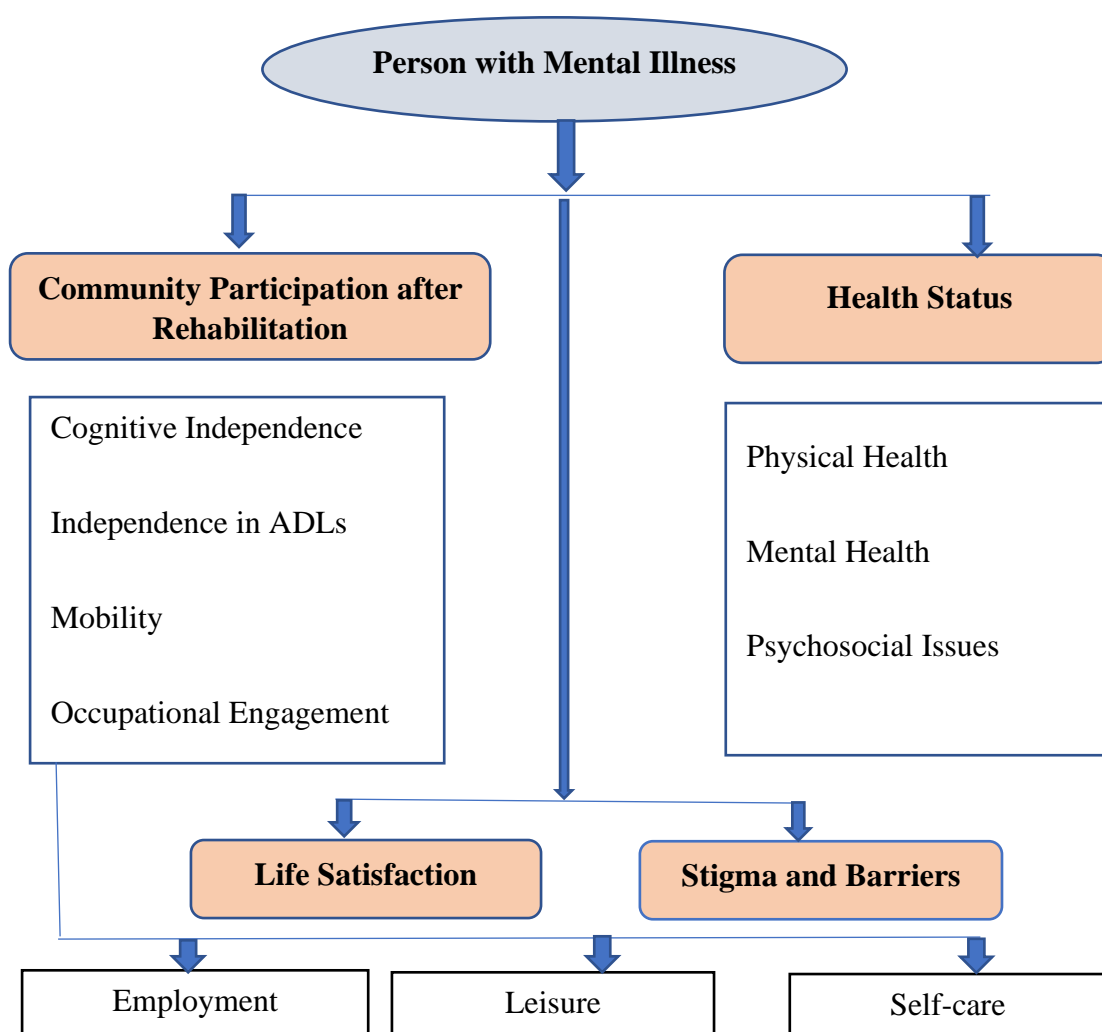 Person with Mental Illness
Community Participation after
Rehabilitation
Health Status
Cognitive Independence
Independence in ADLs
Mobility
Occupational Engagement
Physical Health
Mental Health
Psychosocial Issues
Life Satisfaction
Stigma and Barriers
Employment
Leisure
Self-care